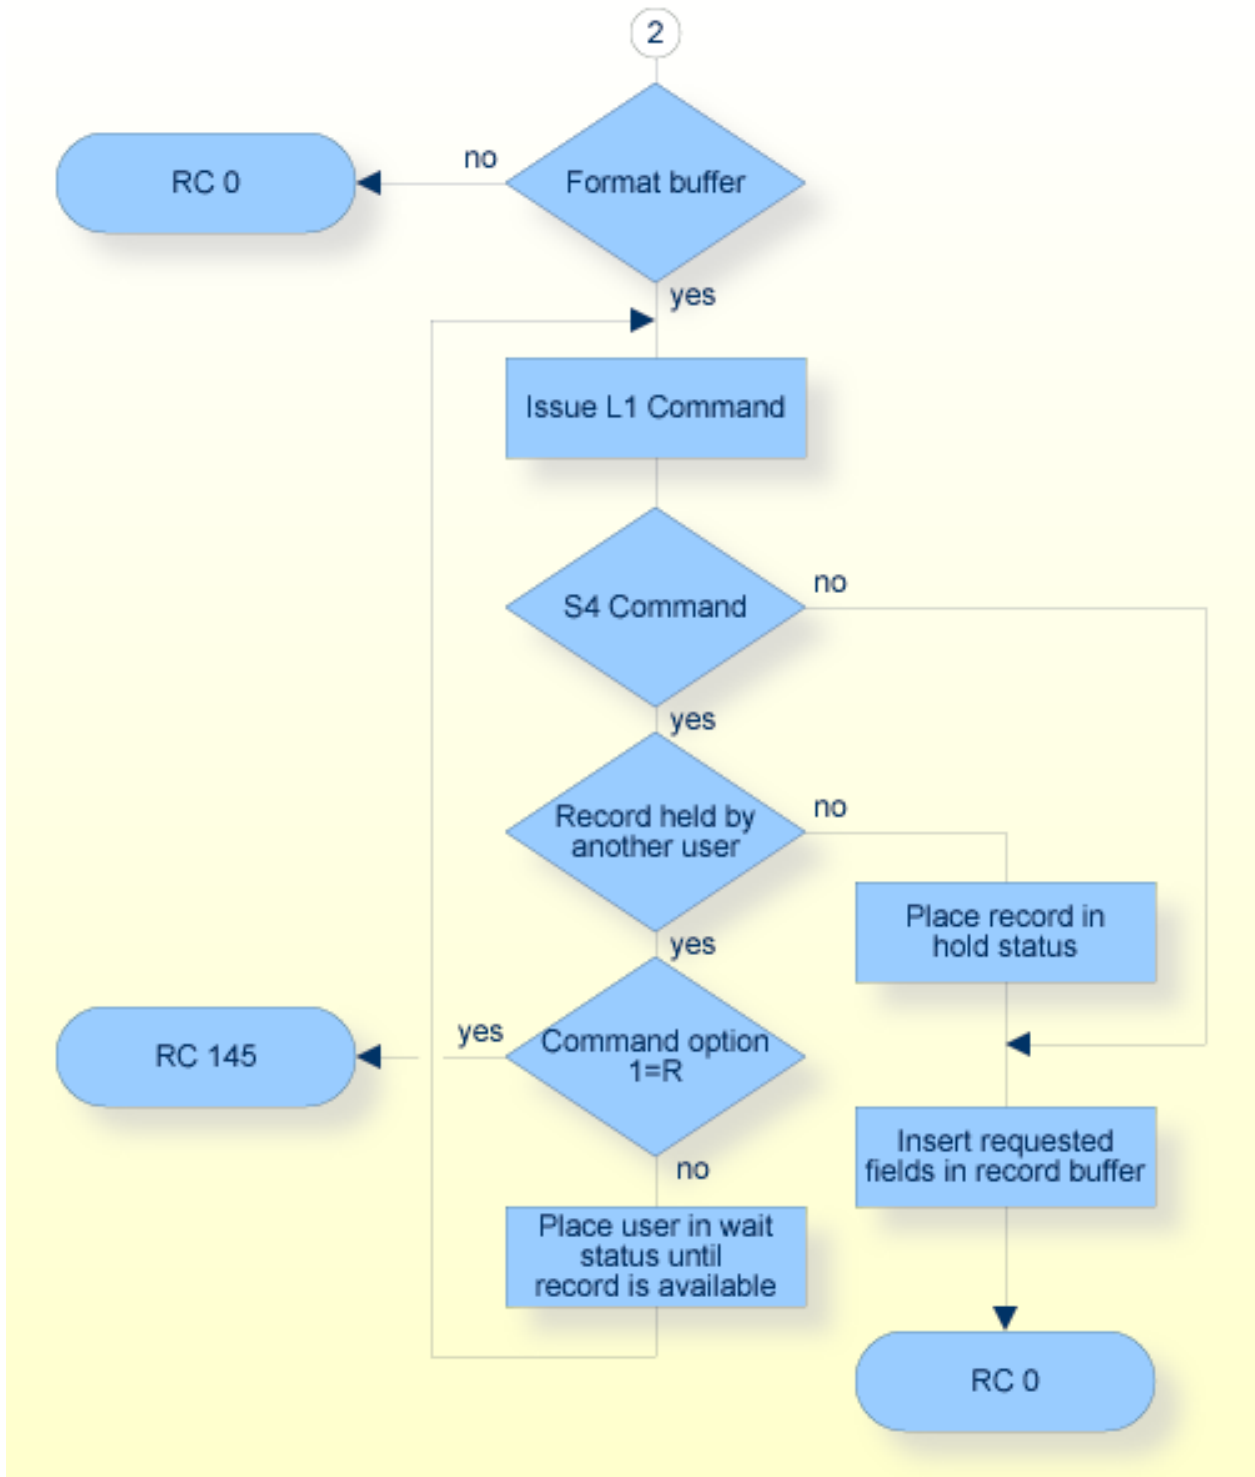 2
Format buffer
no
RC 0
yes
Issue L1 Command
S4 Command
no
yes
Record held by
another user
no
Place record in
hold status
yes
Command option
1=R
yes
RC 145
no
Insert requested
fields in record buffer
Place user in wait
status until
record is available
RC 0